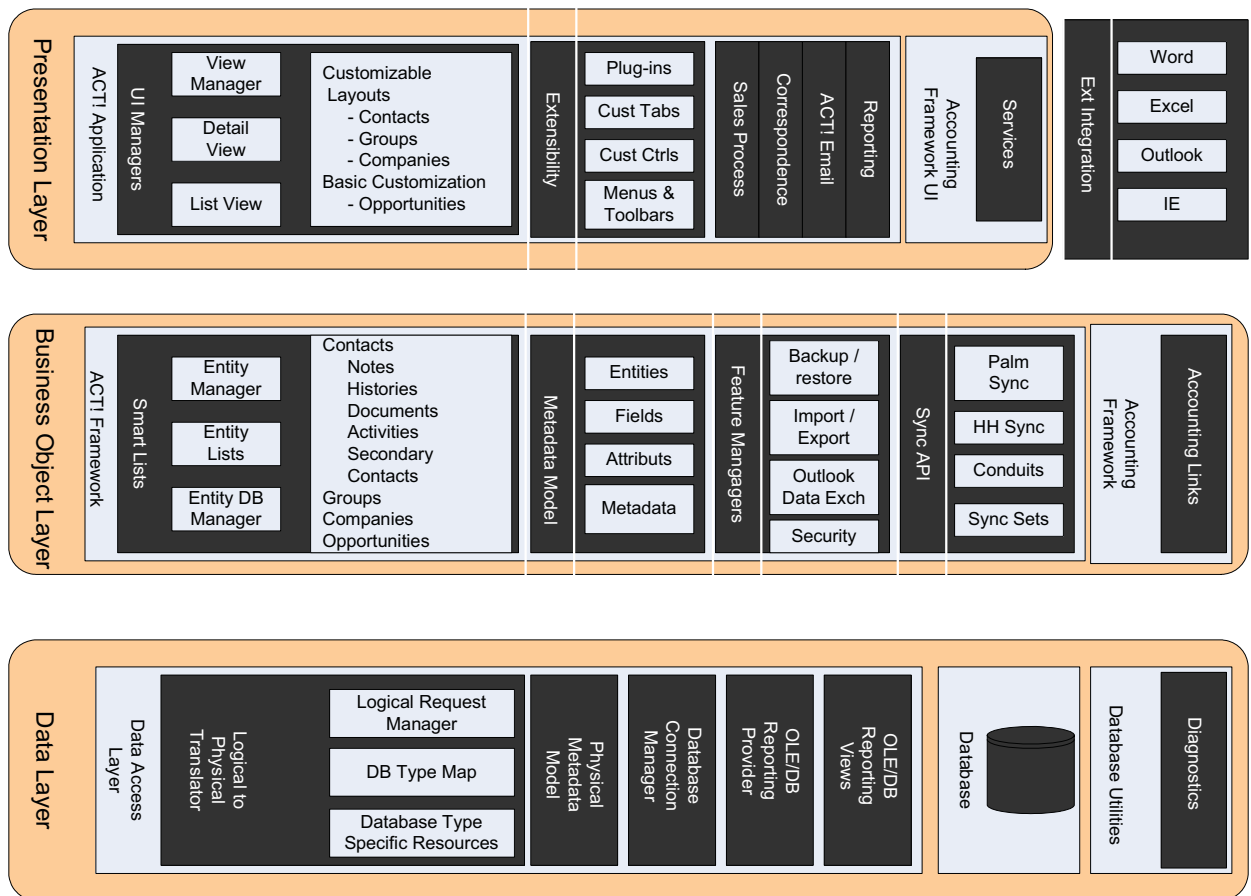 Presentation Layer
ACT! Application
UI Managers
View
Manager
Detail
View
List View
Customizable
Layouts
- Contacts
- Groups
- Companies
Basic Customization
- Opportunities
Extensibility
Plug-ins
Cust Tabs
Cust Ctrls
Menus &
Toolbars
Sales Process
Correspondence
ACT! Email
Reporting
Accounting
Framework UI
Services
Ext Integration
Word
Excel
Outlook
IE
Business Object Layer
ACT! Framework
Smart Lists
Entity
Manager
Entity
Lists
Entity DB
Manager
Contacts
Notes
Histories
Documents
Activities
Secondary
Contacts
Groups
Companies
Opportunities
Metadata Model
Entities
Fields
Attributs
Metadata
Feature Mangagers
Backup /
restore
Import /
Export
Outlook
Data Exch
Security
Sync API
Palm
Sync
HH Sync
Conduits
Sync Sets
Accounting
Framework
Accounting Links
Data Layer
Data Access
Layer
Logical to
Physical
Translator
Logical Request
Manager
DB Type Map
Database Type
Specific Resources
Physical
Metadata
Model
Database
Connection
Manager
OLE/DB
Reporting
Provider
OLE/DB
Reporting
Views
Database
Database Utilities
Diagnostics